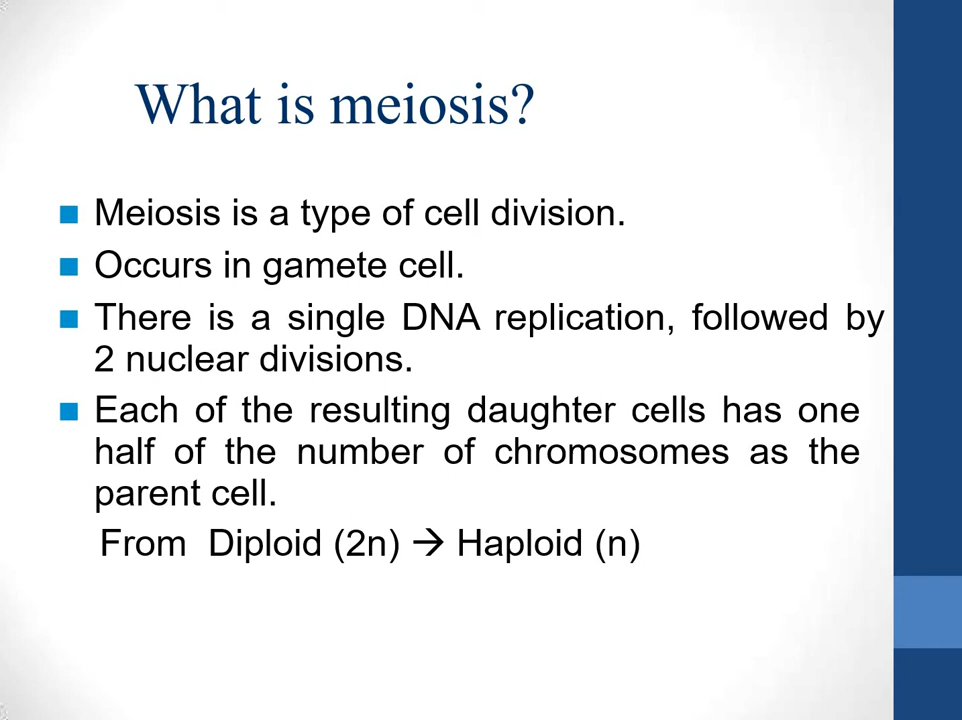 What is meiosis?
■ Meiosis is a type of cell division.
■ Occurs in gamete cell.
■ There is a single DNA replication, followed by
2 nuclear divisions.
■ Each of the resulting daughter cells has one
half of the number of chromosomes as the
parent cell.
From Diploid (2n) → Haploid (n)